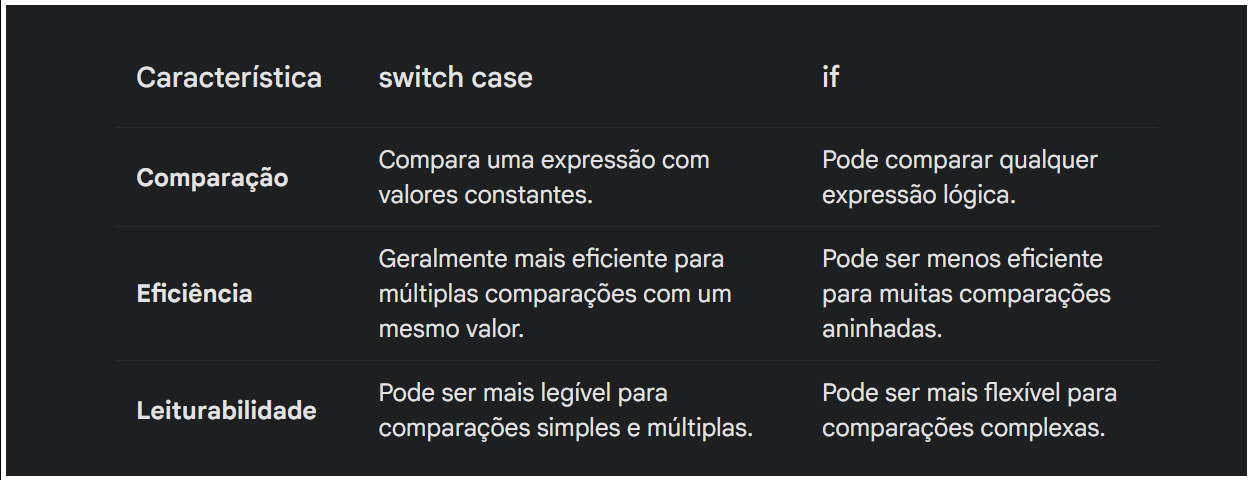 Característica switch case if
Comparação
Compara uma expressão com
valores constantes.
Pode comparar qualquer
expressão lógica.
Eficiência
Geralmente mais eficiente para
múltiplas comparações com um
mesmo valor.
Pode ser menos eficiente
para muitas comparações
aninhadas.
Leiturabilidade
Pode ser mais legível para
comparações simples e múltiplas.
Pode ser mais flexível para
comparações complexas.